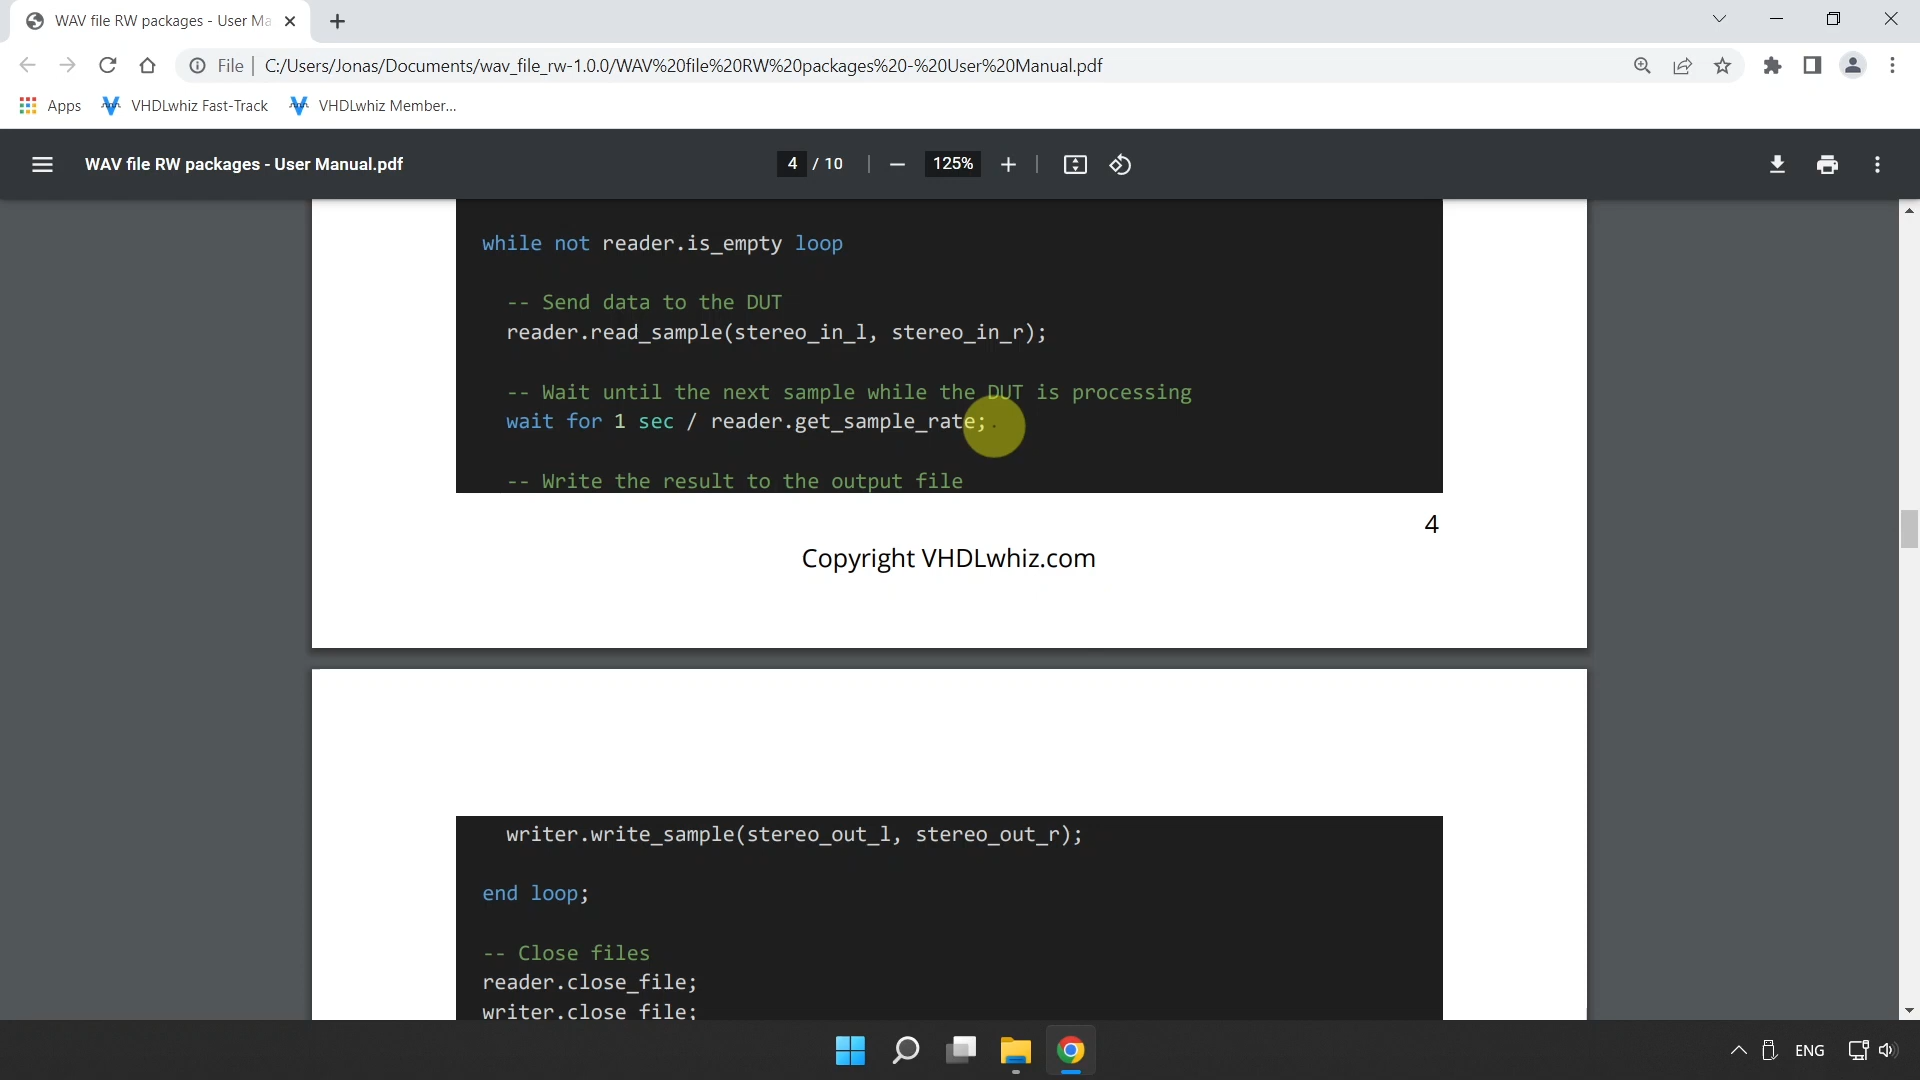 WAV file RW packages - User Ma
File
C:/Users/Jonas/Documents/wav_file_rw-1.0.0/WAV%20file%20RW%20packages%20-%20User%20Manual.pdf
Apps
VHDLwhiz Fast-Track
VHDLwhiz Member...
WAV file RW packages - User Manual.pdf
4 / 10
125%
while not reader.is_empty loop
-- Send data to the DUT
reader.read_sample(stereo_in_l, stereo_in_r);
-- Wait until the next sample while the DUT is processing
wait for 1 sec / reader.get_sample_rate;
-- Write the result to the output file
4
Copyright VHDLwhiz.com
writer.write_sample(stereo_out_l, stereo_out_r);
end loop;
-- Close files
reader.close_file;
writer.close_file;
ENG